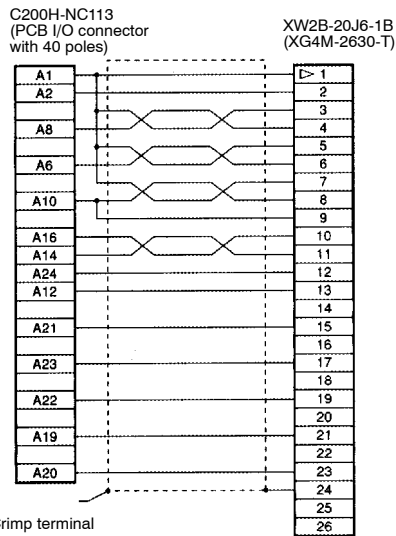 C200H-NC113
(PCB I/O connector
with 40 poles)
XW2B-20J6-1B
(XG4M-2630-T)
A1
A2
A8
A6
A10
A16
A14
A24
A12
A21
A23
A22
A19
A20
1
2
3
4
5
6
7
8
9
10
11
12
13
14
15
16
17
18
19
20
21
22
23
24
25
26
rimp terminal